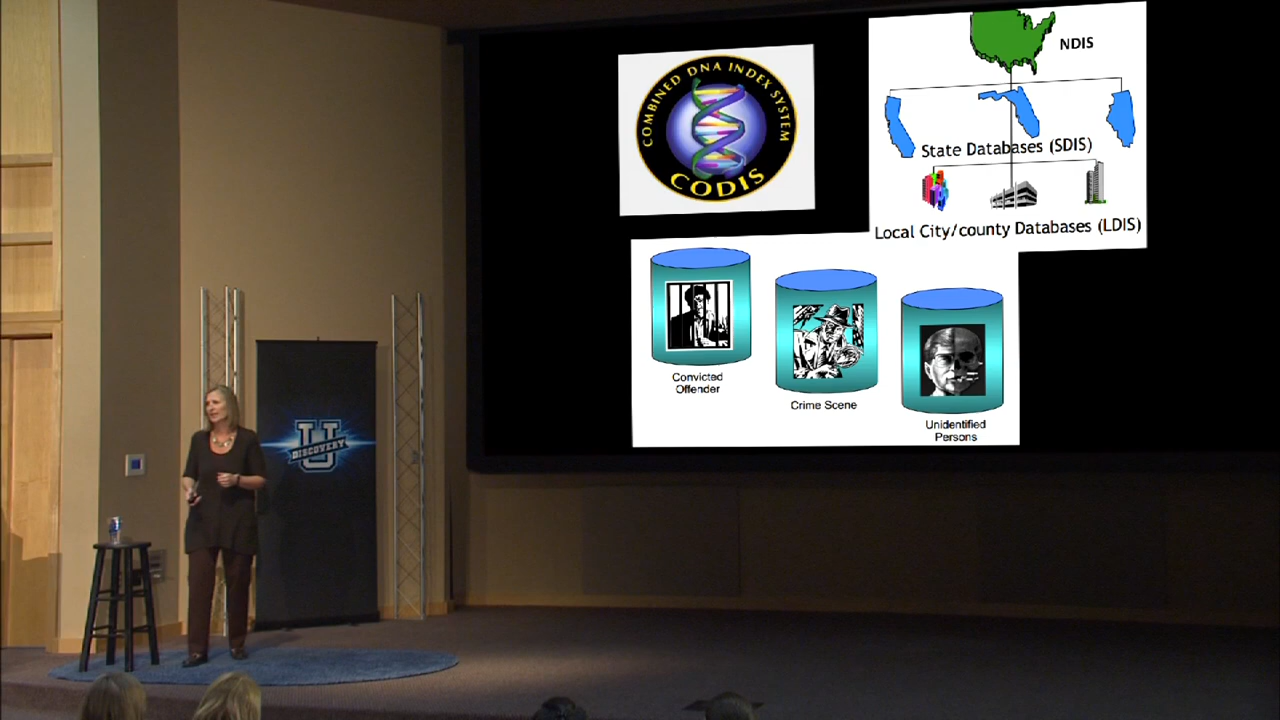 COMBINED DNA INDEX SYSTEM
CODIS
NDIS
State Databases (SDIS)
Local City/county Databases (LDIS)
Convicted
Offender
Crime Scene
Unidentified
Persons
U
DISCOVERY